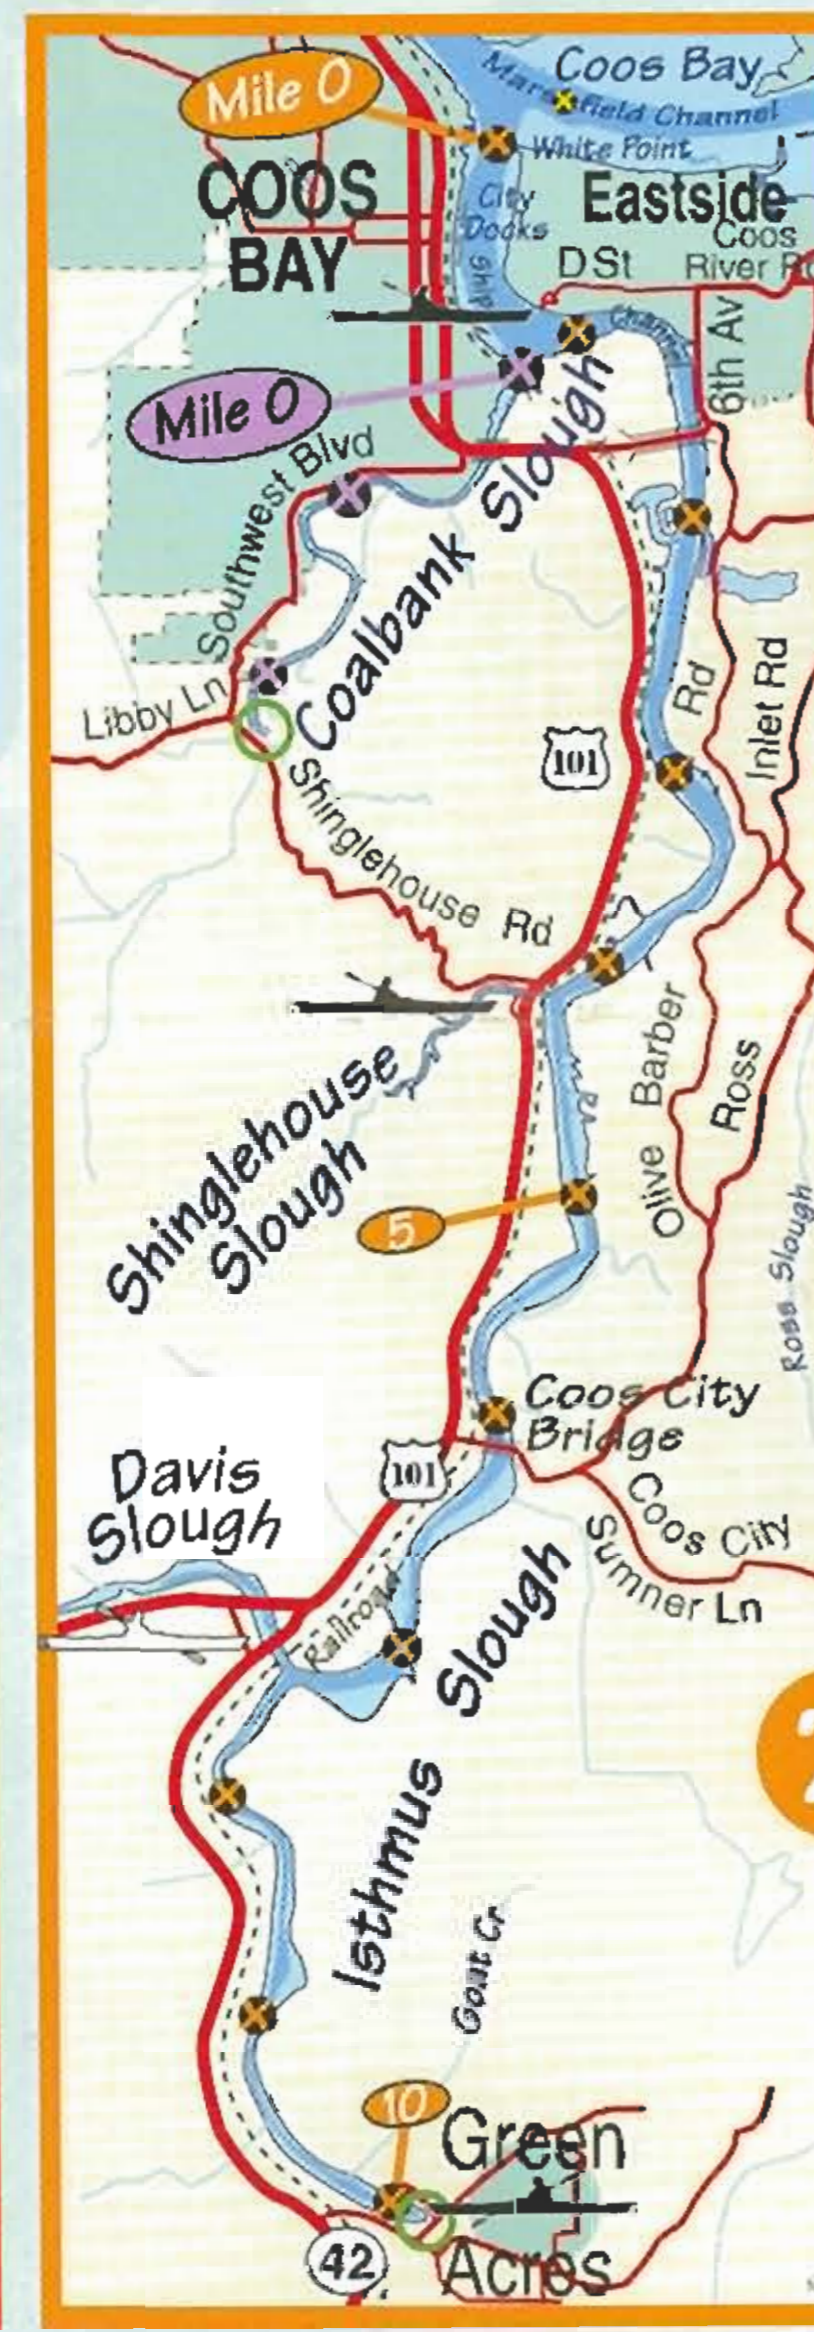 Coos Bay
Mile 0
Marshfield Channel
White Point
COOS
BAY
City
Docks
Eastside
Coos
River Rd
D St
Ship
Channel
6th Av
Mile 0
Southwest Blvd
Coalbank Slough
Libby Ln
Rd
Inlet Rd
101
Shinglehouse Rd
Shinglehouse
Slough
Olive Barber
Ross
5
Ross Slough
Coos City
Bridge
101
Davis
Slough
Coos City
Sumner Ln
Railroad
Isthmus Slough
Goat Cr
10
Green
Acres
42